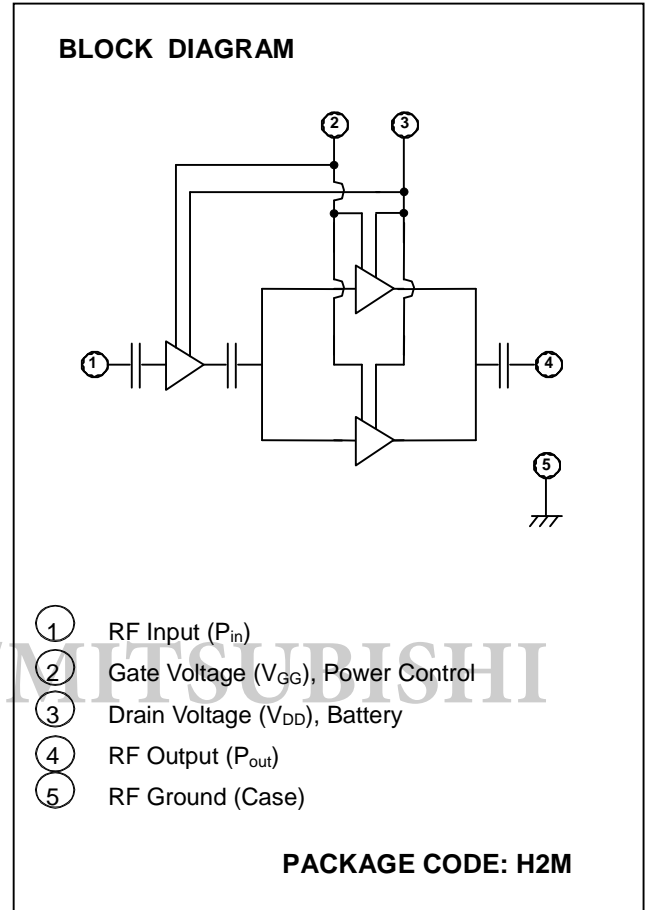 BLOCK DIAGRAM
2 3
1 4
5
1 RF Input (Pin)
MITSUBISHI
2 Gate Voltage (VGG), Power Control
3 Drain Voltage (VDD), Battery
4 RF Output (Pout)
5 RF Ground (Case)
PACKAGE CODE: H2M